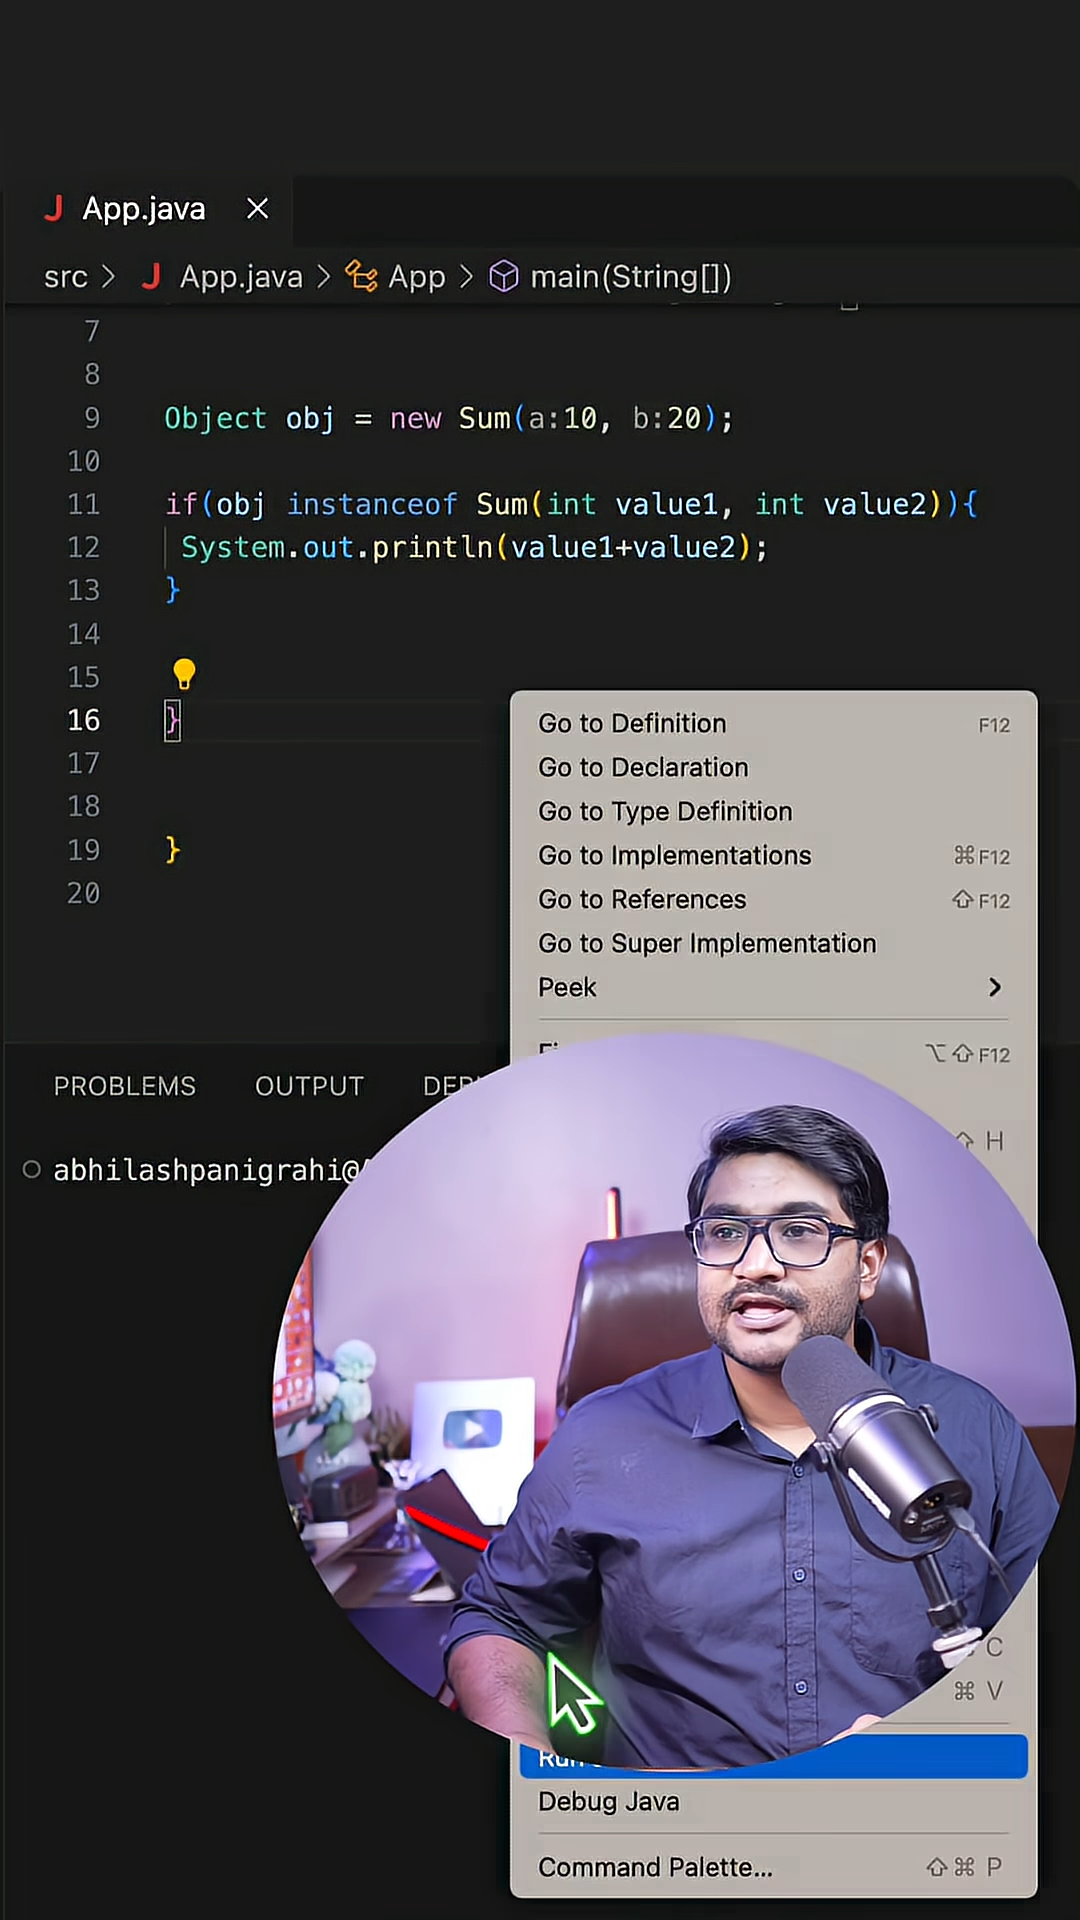 App.java
src > App.java > App > main(String[])
7
8
9 Object obj = new Sum(a:10, b:20);
10
11 if(obj instanceof Sum(int value1, int value2)){
12 System.out.println(value1+value2);
13 }
14
15
16 }
17
18
19 }
20
Go to Definition F12
Go to Declaration
Go to Type Definition
Go to Implementations ⌘F12
Go to References ⇧F12
Go to Super Implementation
Peek
⌥⇧F12
⇧ H
C
⌘ V
Run
Debug Java
Command Palette... ⇧⌘ P
PROBLEMS OUTPUT
abhilashpanigrahi@